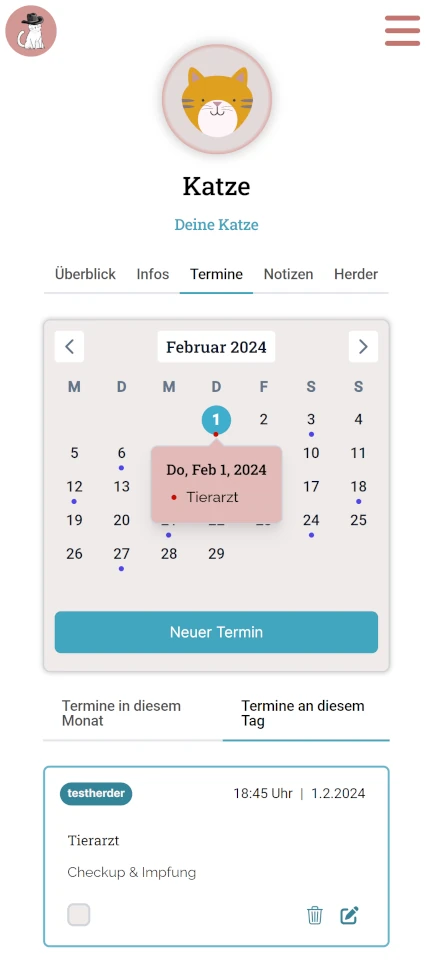 Katze
Deine Katze
Überblick Infos Termine Notizen Herder
Februar 2024
M D M D F S S
1 2 3 4
5 6 10 11
12 13 17 18
19 20 24 25
26 27 28 29
Do, Feb 1, 2024
Tierarzt
Neuer Termin
Termine in diesem
Monat
Termine an diesem
Tag
testherder 18:45 Uhr | 1.2.2024
Tierarzt
Checkup & Impfung